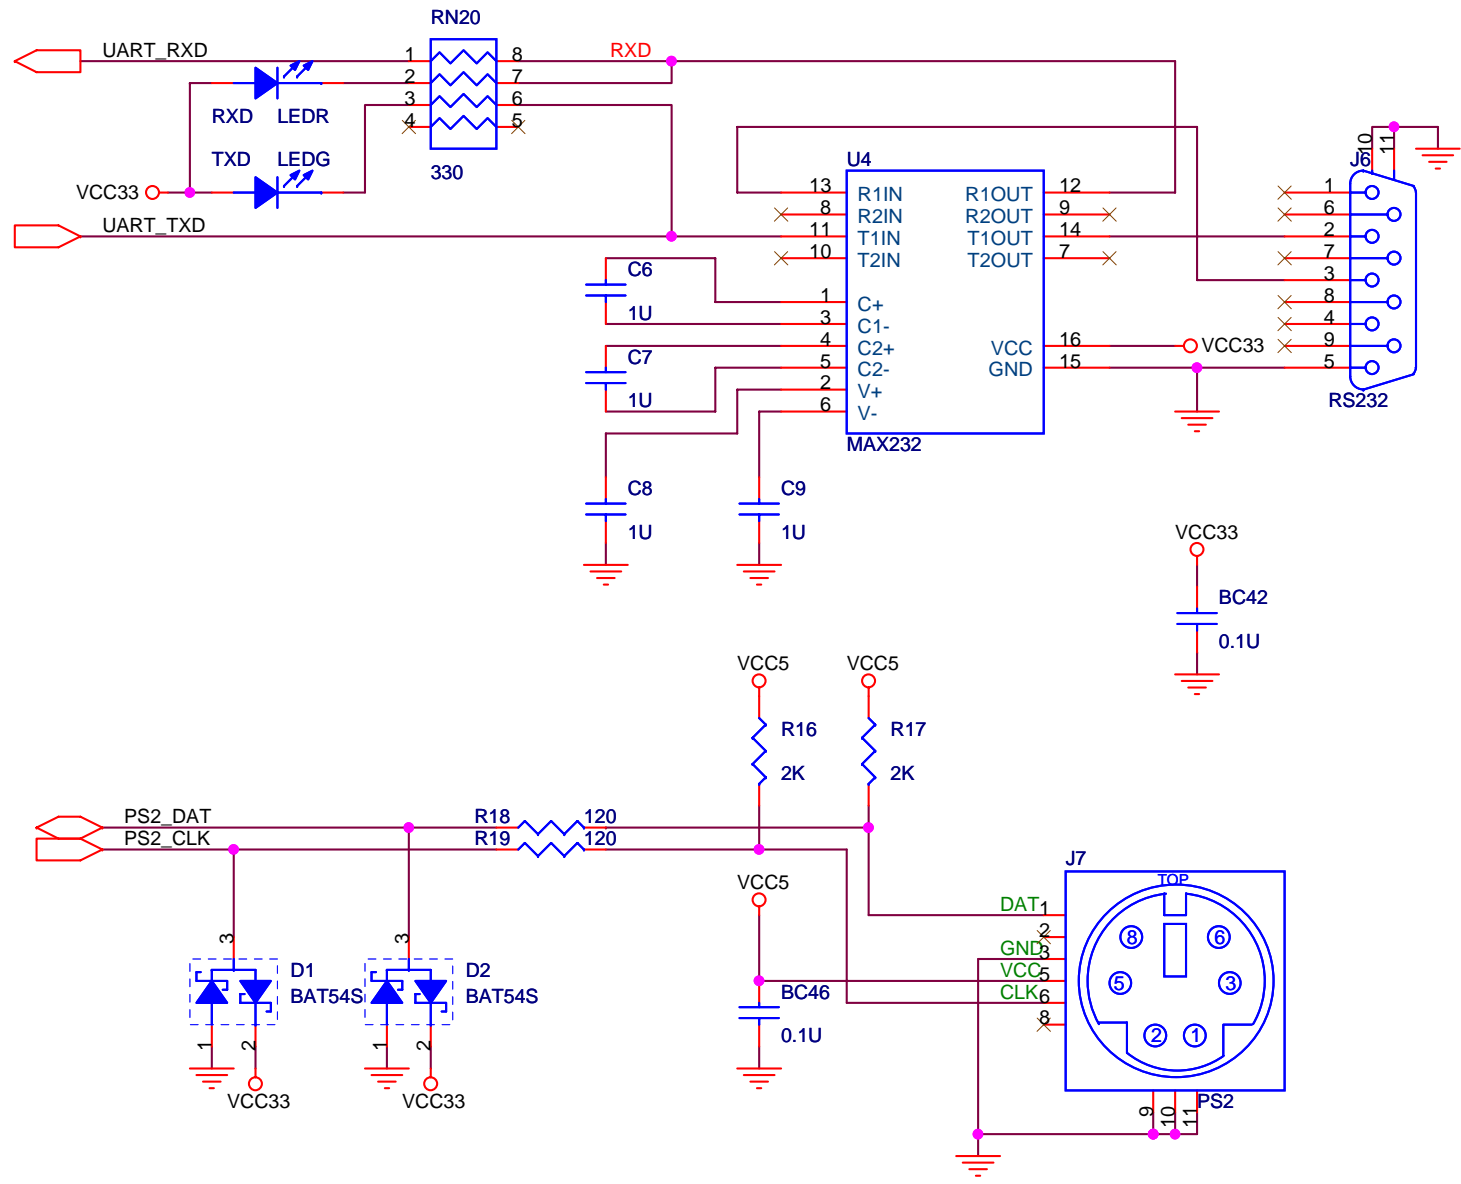 RN20
UART_RXD
1
8
RXD
2
7
3
6
4
5
RXD
LEDR
TXD
LEDG
330
VCC33
UART_TXD
U4
13
R1IN
R1OUT
12
8
R2IN
R2OUT
9
11
T1IN
T1OUT
14
10
T2IN
T2OUT
7
1
C+
3
C1-
4
C2+
VCC
16
VCC33
5
C2-
GND
15
2
V+
6
V-
MAX232
J6
10
11
1
6
2
7
3
8
4
9
5
RS232
C6
1U
C7
1U
C8
1U
C9
1U
VCC33
BC42
0.1U
VCC5
VCC5
R16
2K
R17
2K
PS2_DAT
R18
120
PS2_CLK
R19
120
VCC5
BC46
0.1U
3
D1
BAT54S
1
2
VCC33
3
D2
BAT54S
1
2
VCC33
J7
TOP
DAT
1
2
GND
3
VCC
5
CLK
6
8
8
6
5
3
2
1
9
10
11
PS2